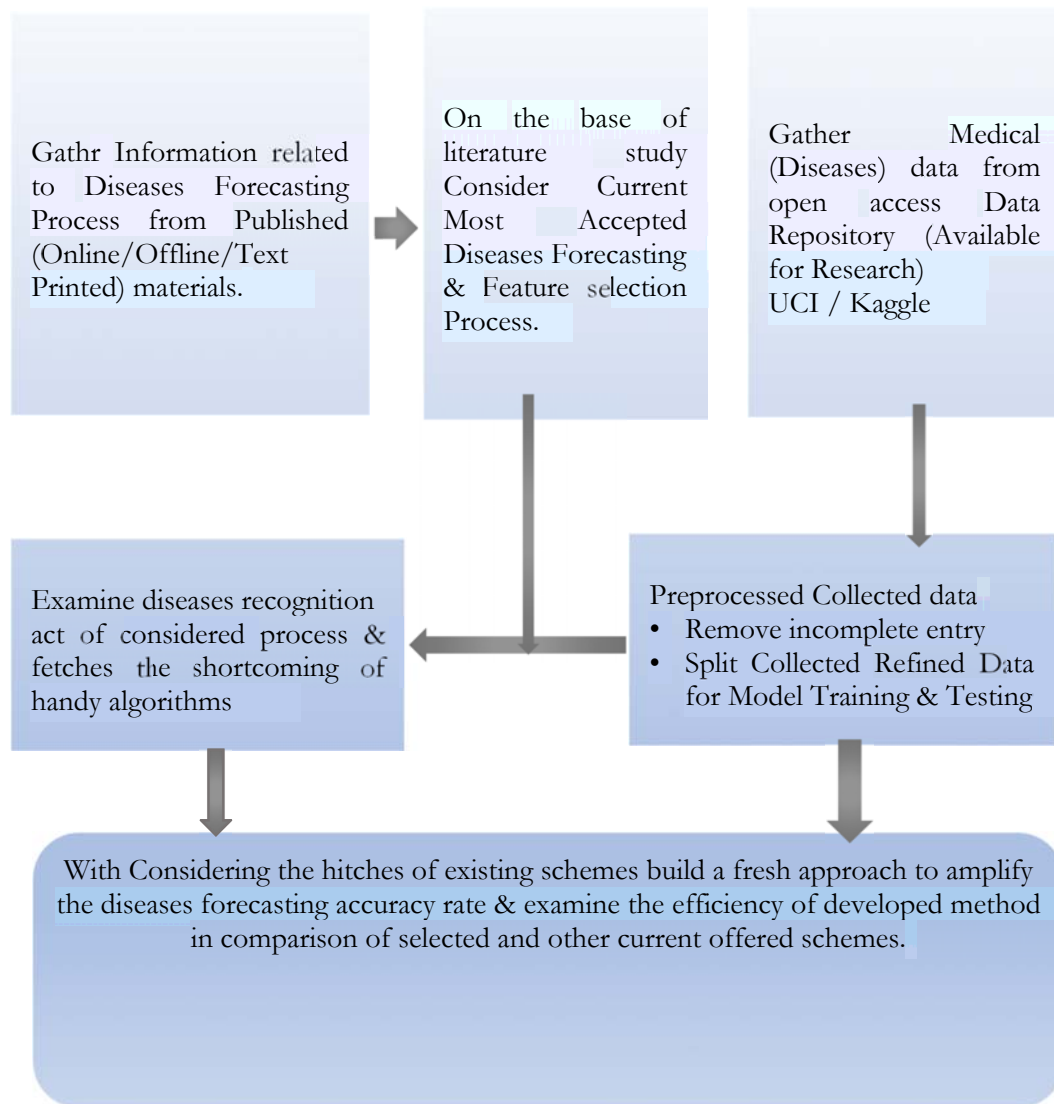 Gathr Information related
to Diseases Forecasting
Process from Published
(Online/Offline/Text
Printed) materials.
On the base of
literature study
Consider Current
Most Accepted
Diseases Forecasting
& Feature selection
Process.
Gather Medical
(Diseases) data from
open access Data
Repository (Available
for Research)
UCI / Kaggle
Examine diseases recognition
act of considered process &
fetches the shortcoming of
handy algorithms
Preprocessed Collected data
• Remove incomplete entry
• Split Collected Refined Data
for Model Training & Testing
With Considering the hitches of existing schemes build a fresh approach to amplify
the diseases forecasting accuracy rate & examine the efficiency of developed method
in comparison of selected and other current offered schemes.